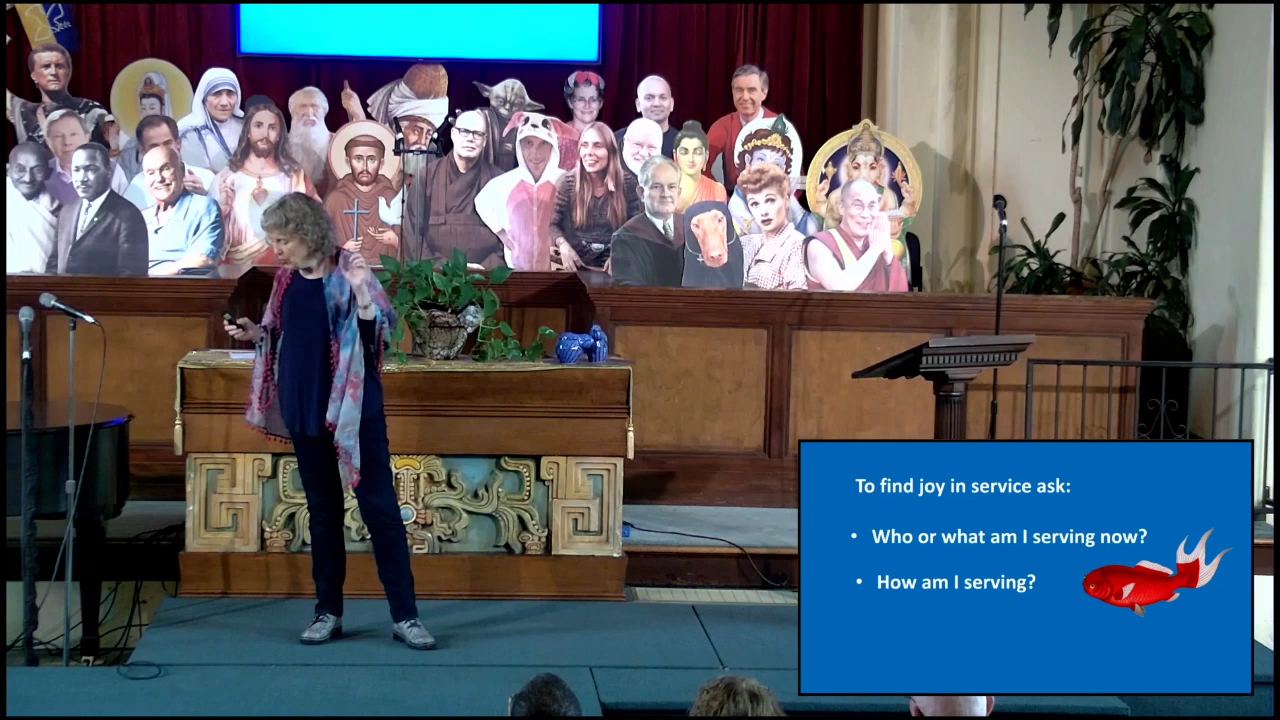 To find joy in service ask:
• Who or what am I serving now?
• How am I serving?